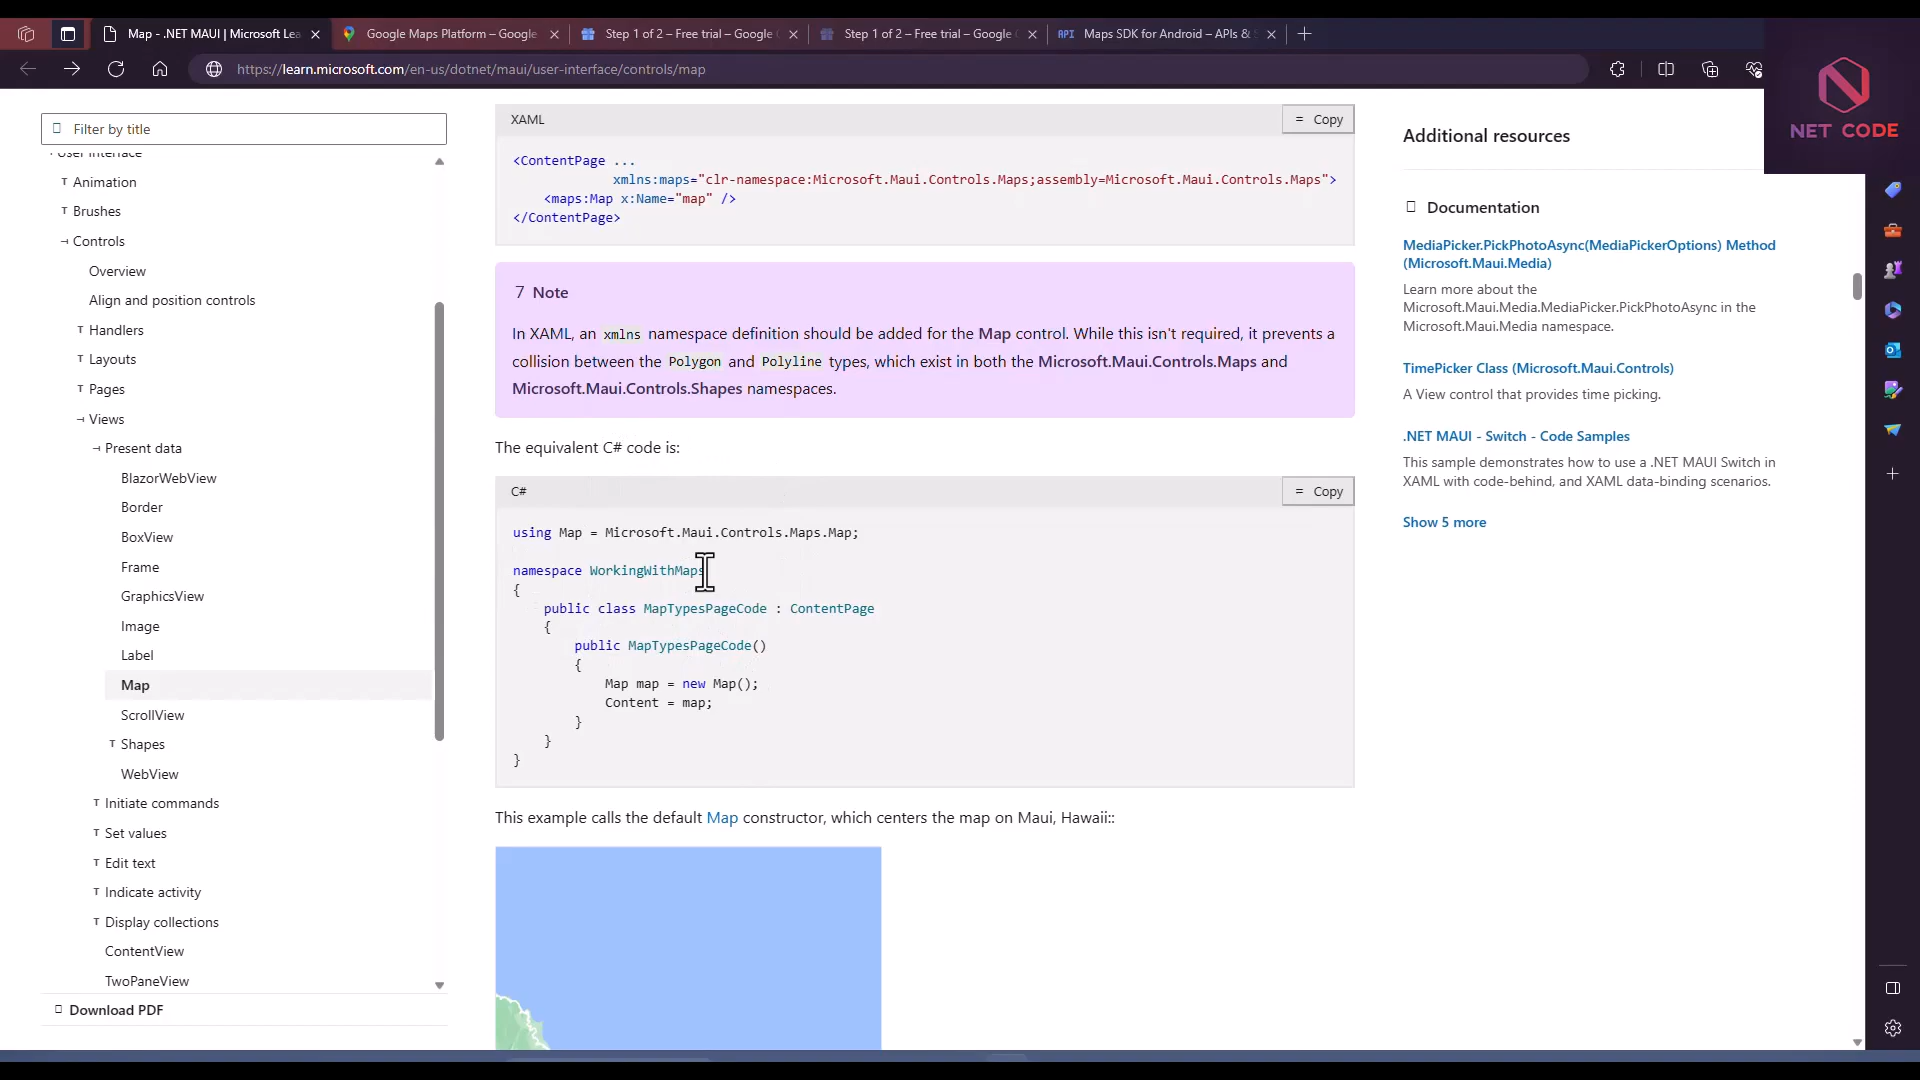 Map - .NET MAUI | Microsoft Lea
Google Maps Platform – Google
Step 1 of 2 – Free trial – Google C
Step 1 of 2 – Free trial – Google C
API Maps SDK for Android – APIs & S
https://learn.microsoft.com/en-us/dotnet/maui/user-interface/controls/map
NET CODE
Filter by title
User interface
Animation
Brushes
Controls
Overview
Align and position controls
Handlers
Layouts
Pages
Views
Present data
BlazorWebView
Border
BoxView
Frame
GraphicsView
Image
Label
Map
ScrollView
Shapes
WebView
Initiate commands
Set values
Edit text
Indicate activity
Display collections
ContentView
TwoPaneView
Download PDF
XAML
Copy
<ContentPage ...
xmlns:maps="clr-namespace:Microsoft.Maui.Controls.Maps;assembly=Microsoft.Maui.Controls.Maps">
<maps:Map x:Name="map" />
</ContentPage>
7 Note
In XAML, an xmlns namespace definition should be added for the Map control. While this isn't required, it prevents a
collision between the Polygon and Polyline types, which exist in both the Microsoft.Maui.Controls.Maps and
Microsoft.Maui.Controls.Shapes namespaces.
The equivalent C# code is:
C#
Copy
using Map = Microsoft.Maui.Controls.Maps.Map;
namespace WorkingWithMaps
{
public class MapTypesPageCode : ContentPage
{
public MapTypesPageCode()
{
Map map = new Map();
Content = map;
}
}
}
This example calls the default Map constructor, which centers the map on Maui, Hawaii::
Additional resources
Documentation
MediaPicker.PickPhotoAsync(MediaPickerOptions) Method
(Microsoft.Maui.Media)
Learn more about the
Microsoft.Maui.Media.MediaPicker.PickPhotoAsync in the
Microsoft.Maui.Media namespace.
TimePicker Class (Microsoft.Maui.Controls)
A View control that provides time picking.
.NET MAUI - Switch - Code Samples
This sample demonstrates how to use a .NET MAUI Switch in
XAML with code-behind, and XAML data-binding scenarios.
Show 5 more